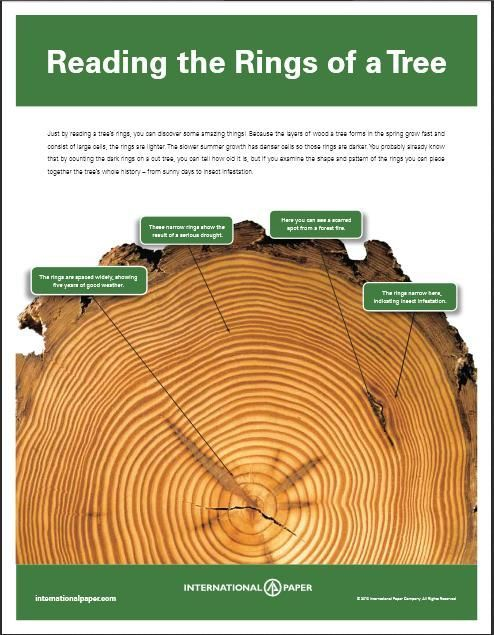 Reading the Rings of a Tree
Just by reading a tree's rings, you can discover some amazing things! Because the layers of wood a tree forms in the spring grow fast and
consist of large cells, the rings are lighter. The slower summer growth has denser cells so those rings are darker. You probably already know
that by counting the dark rings on a cut tree, you can tell how old it is, but if you examine the shape and pattern of the rings you can piece
together the tree's whole history – from sunny days to insect infestation.
Here you can see a scarred
spot from a forest fire.
These narrow rings show the
result of a serious drought.
The rings are spaced widely, showing
five years of good weather.
The rings narrow here,
indicating insect infestation.
INTERNATIONAL PAPER
internationalpaper.com
International Paper Company. All Rights Reserved